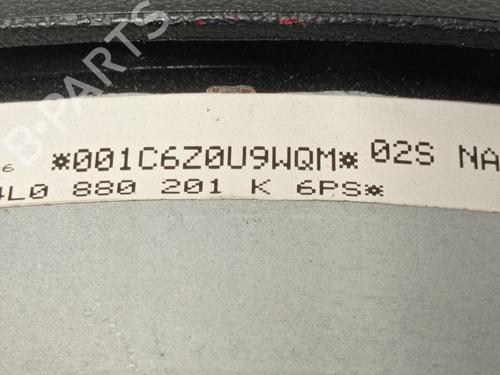 *001C6Z0U9WQM* 02S NA
4L0 880 201 K 6PS*
B-PARTS